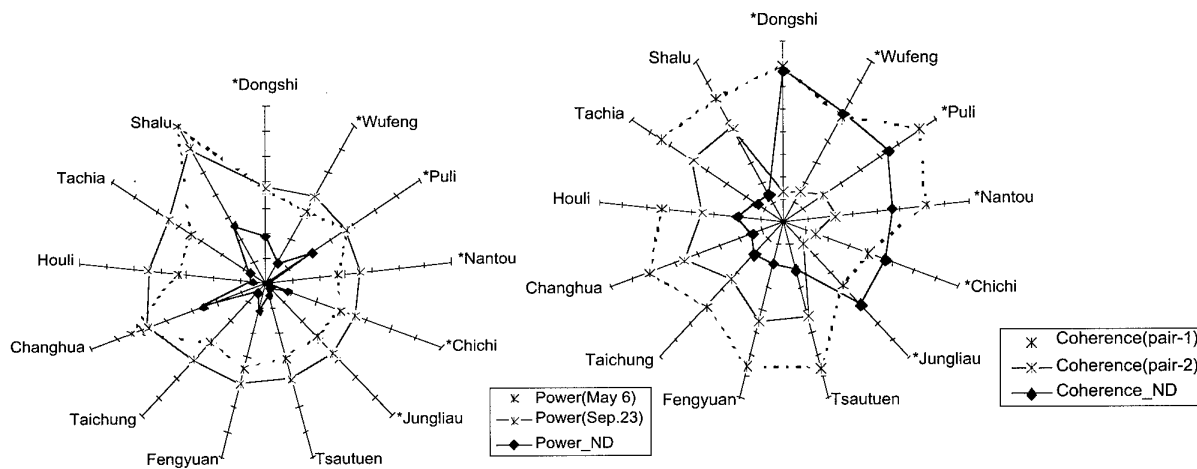 *Dongshi
Shalu
*Wufeng
Tachia
*Puli
Houli
*Nantou
Changhua
*Chichi
Taichung
*Jungliau
Fengyuan
Tsautuen
Power(May 6)
Power(Sep.23)
Power_ND
*Dongshi
Shalu
*Wufeng
Tachia
*Puli
Houli
*Nantou
Changhua
*Chichi
Taichung
*Jungliau
Fengyuan
Tsautuen
Coherence(pair-1)
Coherence(pair-2)
Coherence_ND